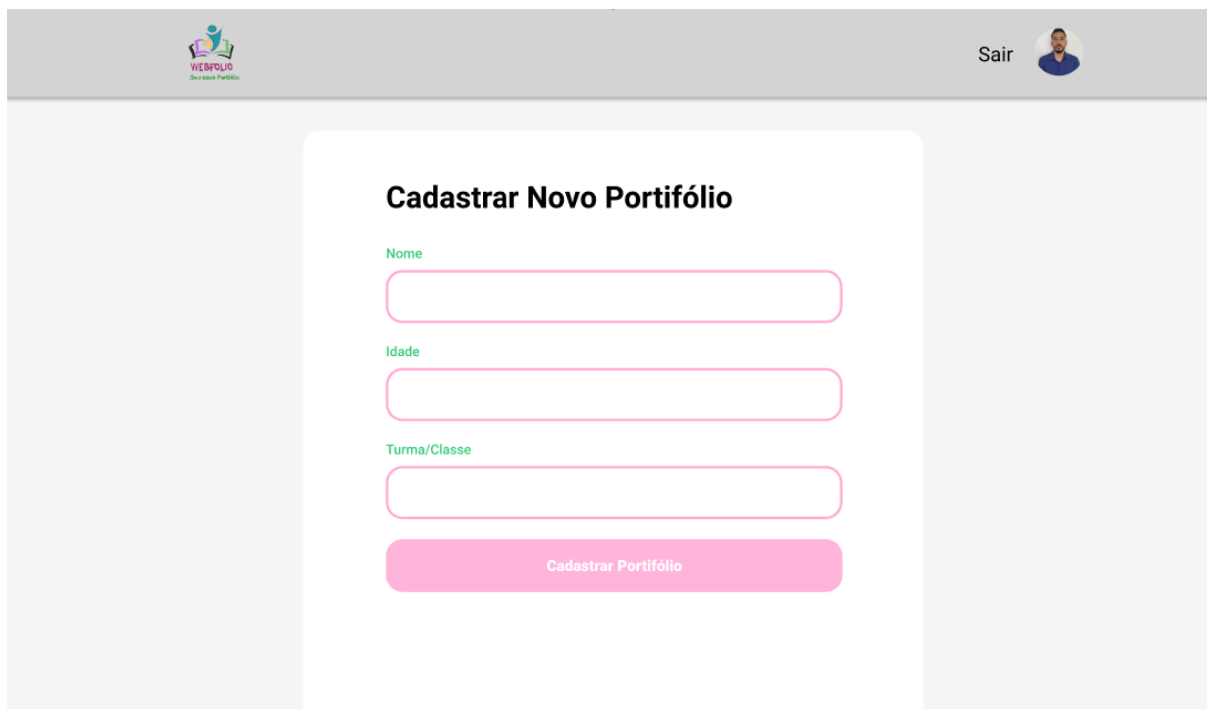 WEBFOLIO
Sair
Cadastrar Novo Portifólio
Nome
Idade
Turma/Classe
Cadastrar Portifólio